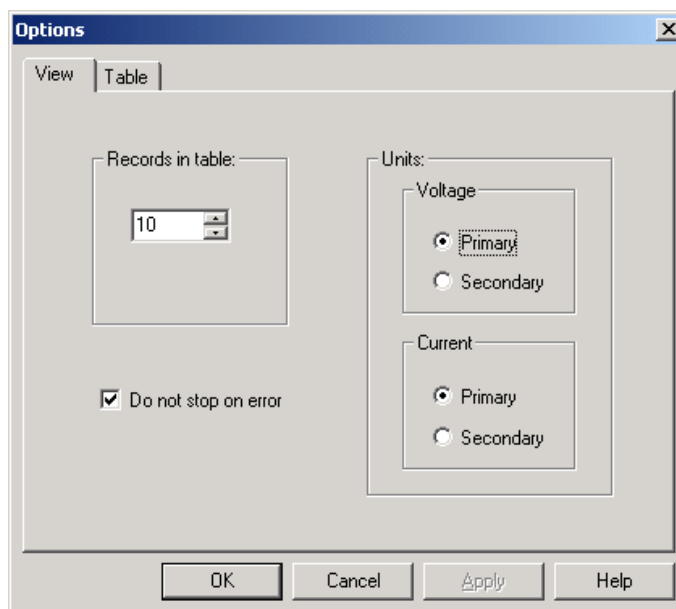 Options
View
Table
Records in table:
10
Do not stop on error
Units:
Voltage
Primary
Secondary
Current
Primary
Secondary
OK
Cancel
Apply
Help